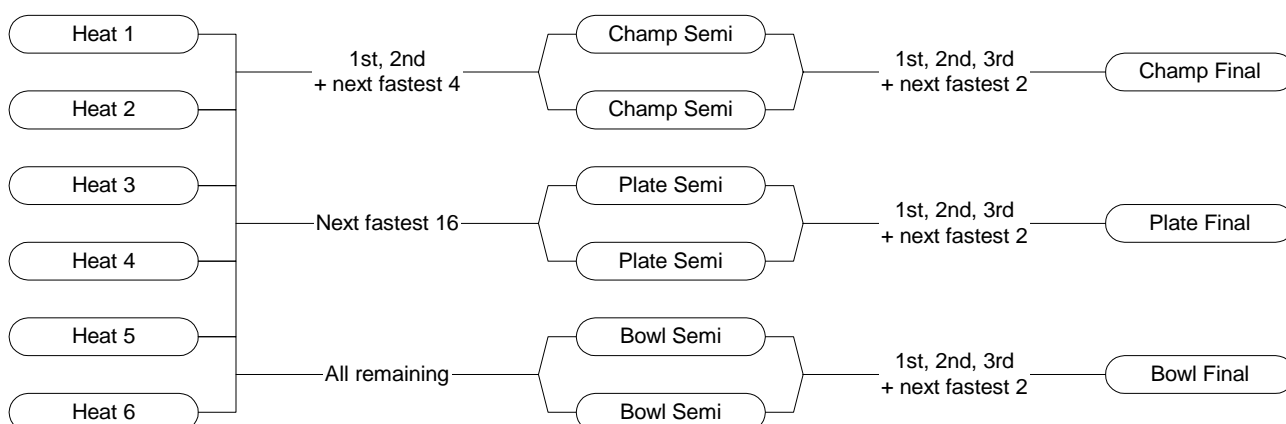 Heat 1
Heat 2
Heat 3
Heat 4
Heat 5
Heat 6
1st, 2nd
+ next fastest 4
Next fastest 16
All remaining
Champ Semi
Champ Semi
Plate Semi
Plate Semi
Bowl Semi
Bowl Semi
1st, 2nd, 3rd
+ next fastest 2
1st, 2nd, 3rd
+ next fastest 2
1st, 2nd, 3rd
+ next fastest 2
Champ Final
Plate Final
Bowl Final